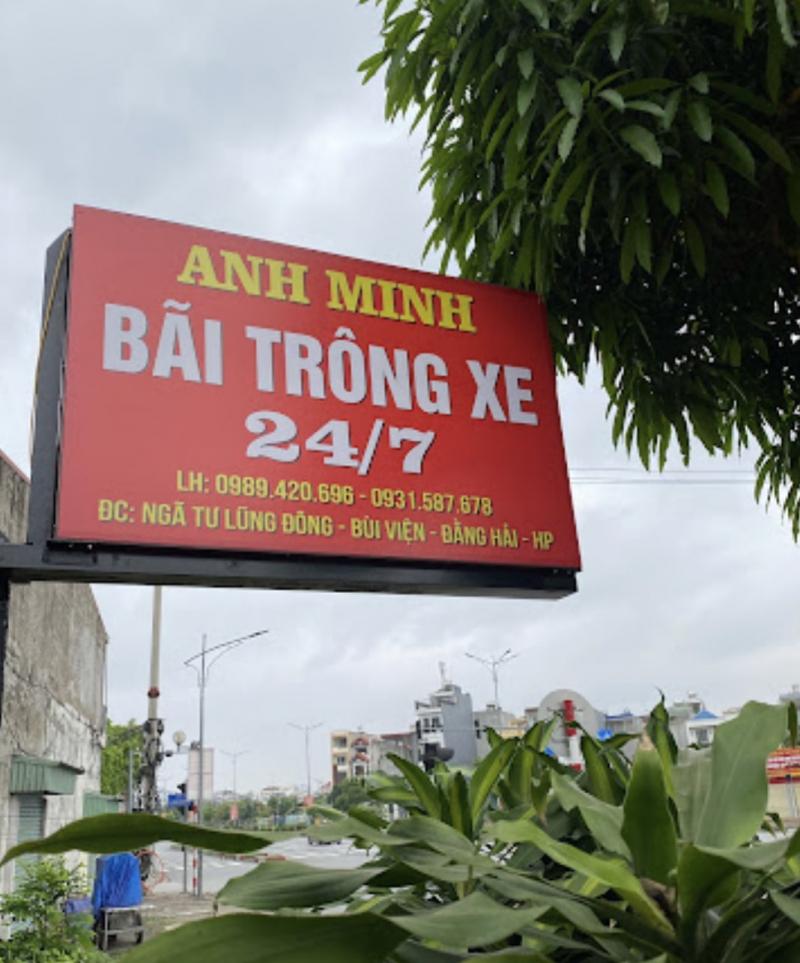 ANH MINH
BÃI TRÔNG XE
24/7
LH: 0989.420.696 - 0931.587.678
ĐC: NGÃ TƯ LŨNG ĐÔNG - BÙI VIỆN - ĐẰNG HẢI - HP